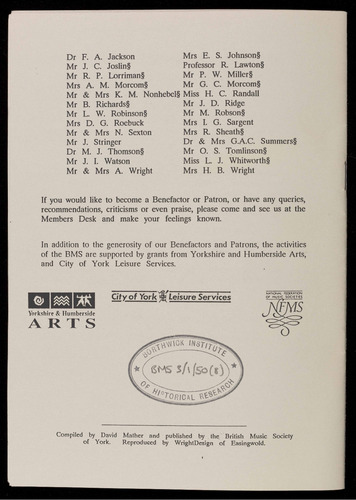 Dr F. A. Jackson Mrs E. S. Johnson§
Mr J. C. Joslin§ Professor R. Lawton§
Mr R. P. Lorriman§ Mr P. W. Miller§
Mrs A. M. Morcom§ Mr G. C. Morcom§
Mr & Mrs K. M. Nonhebel§ Miss H. C. Randall
Mr B. Richards§ Mr J. D. Ridge
Mr L. W. Robinson§ Mr M. Robson§
Mrs D. G. Roebuck Mrs I. G. Sargent
Mr & Mrs N. Sexton Mrs R. Sheath§
Mr J. Stringer Dr & Mrs G.A.C. Summers§
Dr M. J. Thomson§ Mr O. S. Tomlinson§
Mr J. I. Watson Miss L. J. Whitworth§
Mr & Mrs A. Wright Mrs H. B. Wright
If you would like to become a Benefactor or Patron, or have any queries,
recommendations, criticisms or even praise, please come and see us at the
Members Desk and make your feelings known.
In addition to the generosity of our Benefactors and Patrons, the activities
of the BMS are supported by grants from Yorkshire and Humberside Arts,
and City of York Leisure Services.
Yorkshire & Humberside
ARTS
City of York Leisure Services
NATIONAL FEDERATION
OF MUSIC SOCIETIES
NFMS
BORTHWICK INSTITUTE
BMS 3/1/50(8)
OF HISTORICAL RESEARCH
Compiled by David Mather and published by the British Music Society
of York. Reproduced by WrightDesign of Easingwold.